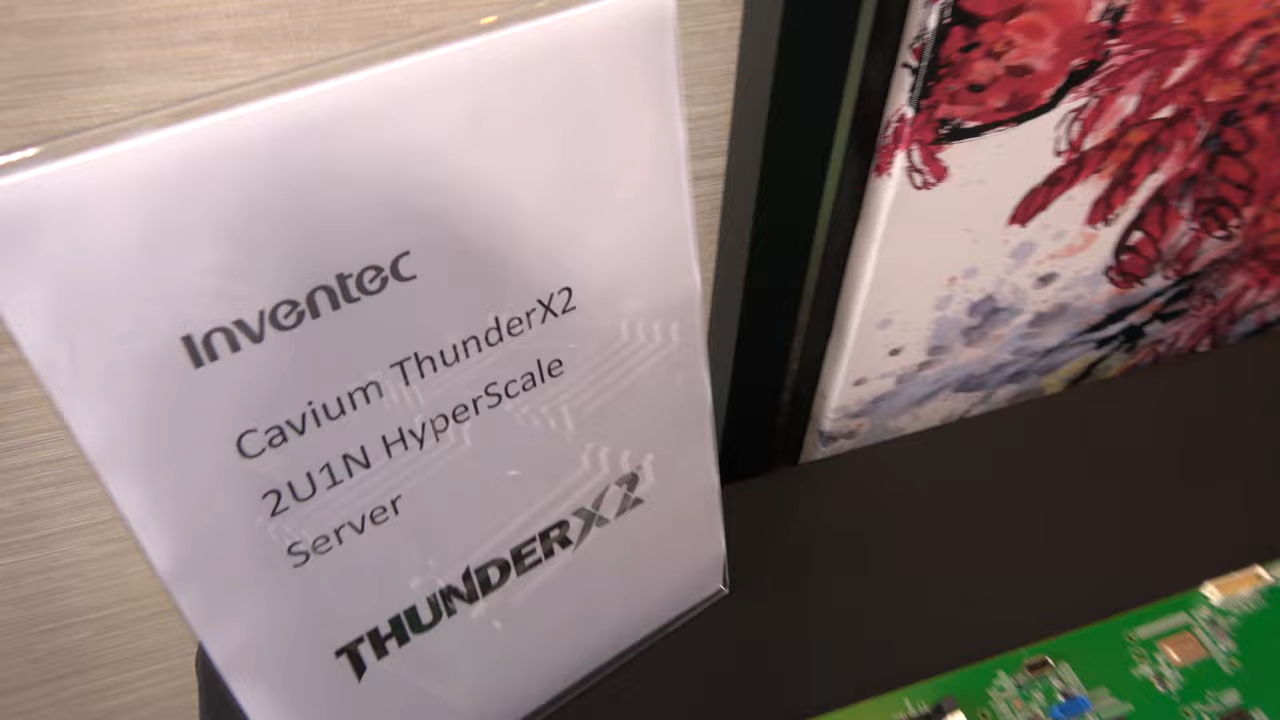 Inventec
Cavium ThunderX2
2U1N HyperScale
Server
THUNDERX2